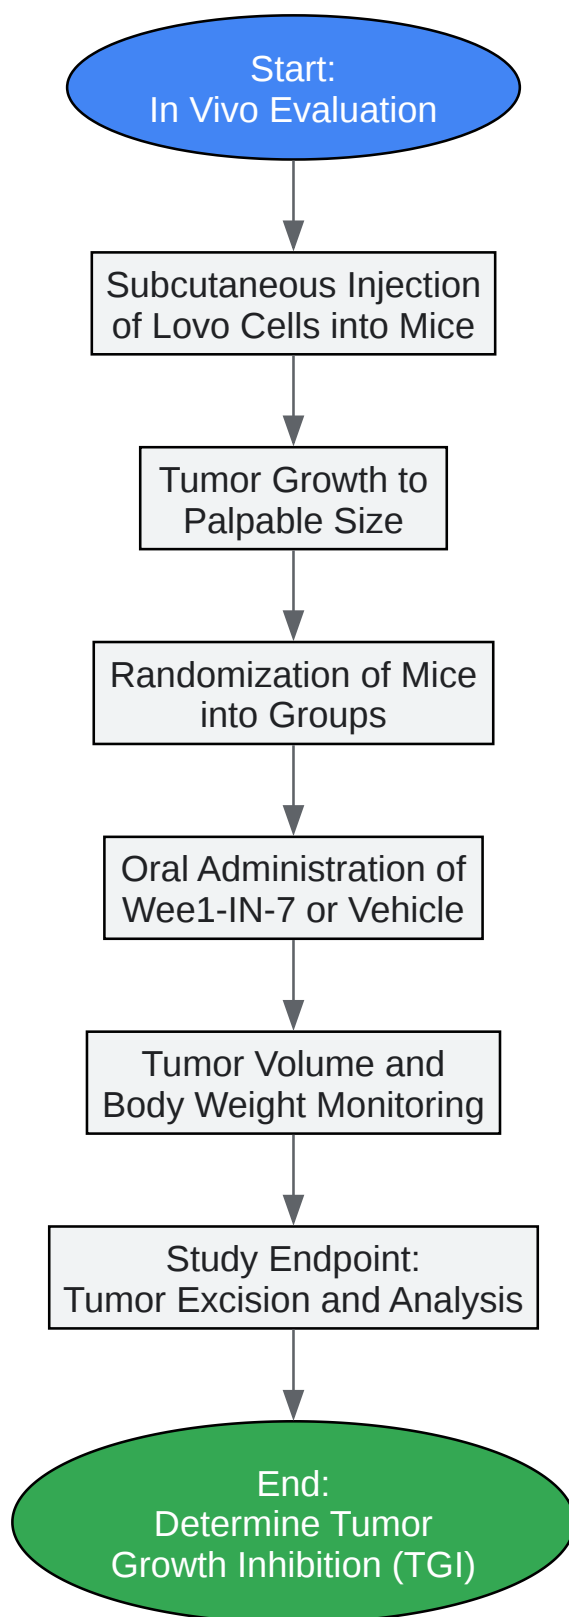 Start:
In Vivo Evaluation
Subcutaneous Injection
of Lovo Cells into Mice
Tumor Growth to
Palpable Size
Randomization of Mice
into Groups
Oral Administration of
Wee1-IN-7 or Vehicle
Tumor Volume and
Body Weight Monitoring
Study Endpoint:
Tumor Excision and Analysis
End:
Determine Tumor
Growth Inhibition (TGI)